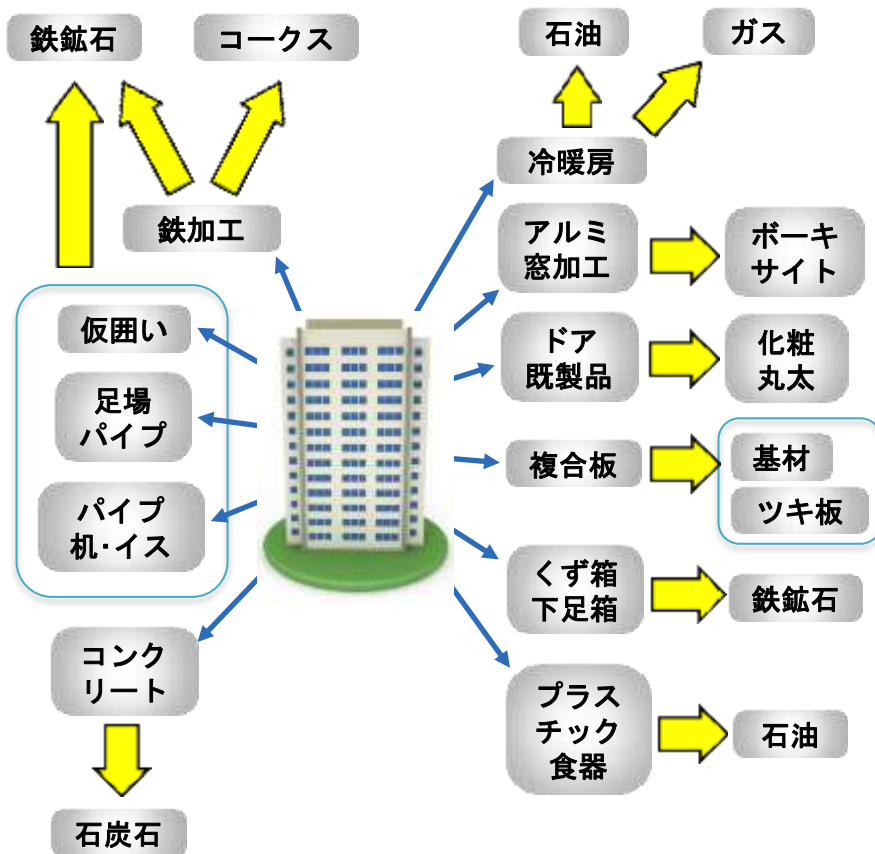 鉄鉱石
コークス
石油
ガス
冷暖房
鉄加工
アルミ
窓加工
ボーキ
サイト
仮囲い
ドア
既製品
化粧
丸太
足場
パイプ
複合板
基材
ツキ板
パイプ
机・イス
くず箱
下足箱
鉄鉱石
コンク
リート
プラス
チック
食器
石油
石炭石